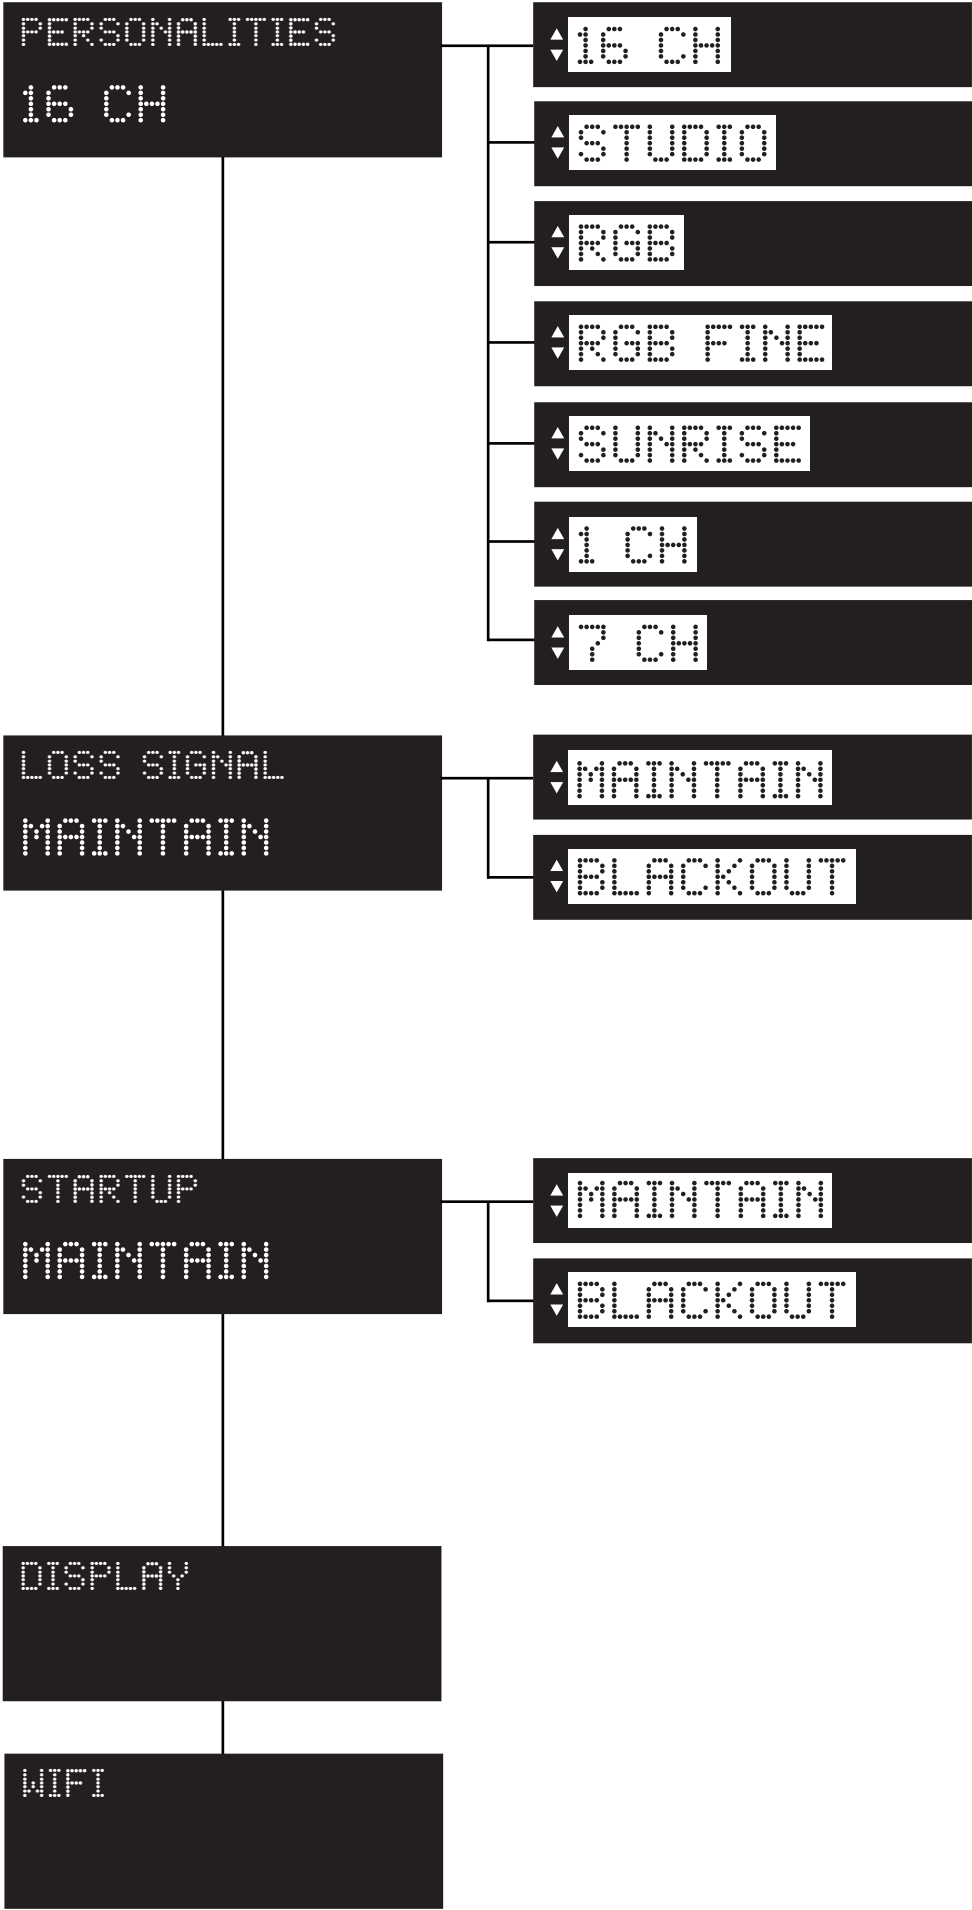 PERSONALITIES
16 CH
16 CH
STUDIO
RGB
RGB FINE
SUNRISE
1 CH
7 CH
LOSS SIGNAL
MAINTAIN
MAINTAIN
BLACKOUT
STARTUP
MAINTAIN
MAINTAIN
BLACKOUT
DISPLAY
WIFI